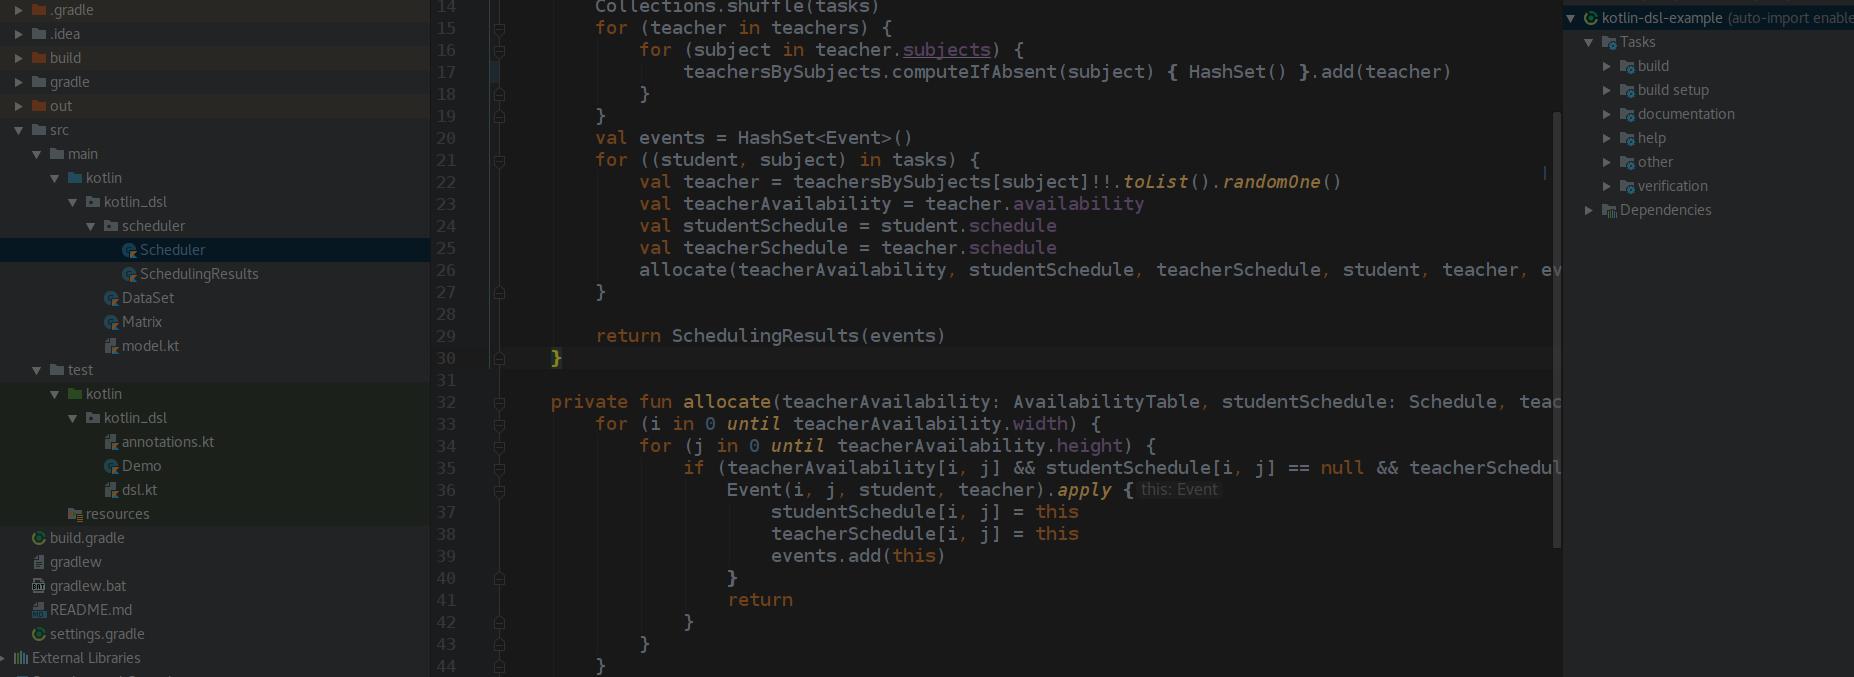 .gradle
.idea
build
gradle
out
src
main
kotlin
kotlin_dsl
scheduler
Scheduler
SchedulingResults
DataSet
Matrix
model.kt
test
kotlin
kotlin_dsl
annotations.kt
Demo
dsl.kt
resources
build.gradle
gradlew
gradlew.bat
README.md
settings.gradle
External Libraries
14 Collections.shuffle(tasks)
15 for (teacher in teachers) {
16 for (subject in teacher.subjects) {
17 teachersBySubjects.computeIfAbsent(subject) { HashSet() }.add(teacher)
18 }
19 }
20 val events = HashSet<Event>()
21 for ((student, subject) in tasks) {
22 val teacher = teachersBySubjects[subject]!!.toList().randomOne()
23 val teacherAvailability = teacher.availability
24 val studentSchedule = student.schedule
25 val teacherSchedule = teacher.schedule
26 allocate(teacherAvailability, studentSchedule, teacherSchedule, student, teacher, ev
27 }
28
29 return SchedulingResults(events)
30 }
31
32 private fun allocate(teacherAvailability: AvailabilityTable, studentSchedule: Schedule, teac
33 for (i in 0 until teacherAvailability.width) {
34 for (j in 0 until teacherAvailability.height) {
35 if (teacherAvailability[i, j] && studentSchedule[i, j] == null && teacherSchedul
36 Event(i, j, student, teacher).apply { this: Event
37 studentSchedule[i, j] = this
38 teacherSchedule[i, j] = this
39 events.add(this)
40 }
41 return
42 }
43 }
44 }
kotlin-dsl-example (auto-import enable
Tasks
build
build setup
documentation
help
other
verification
Dependencies